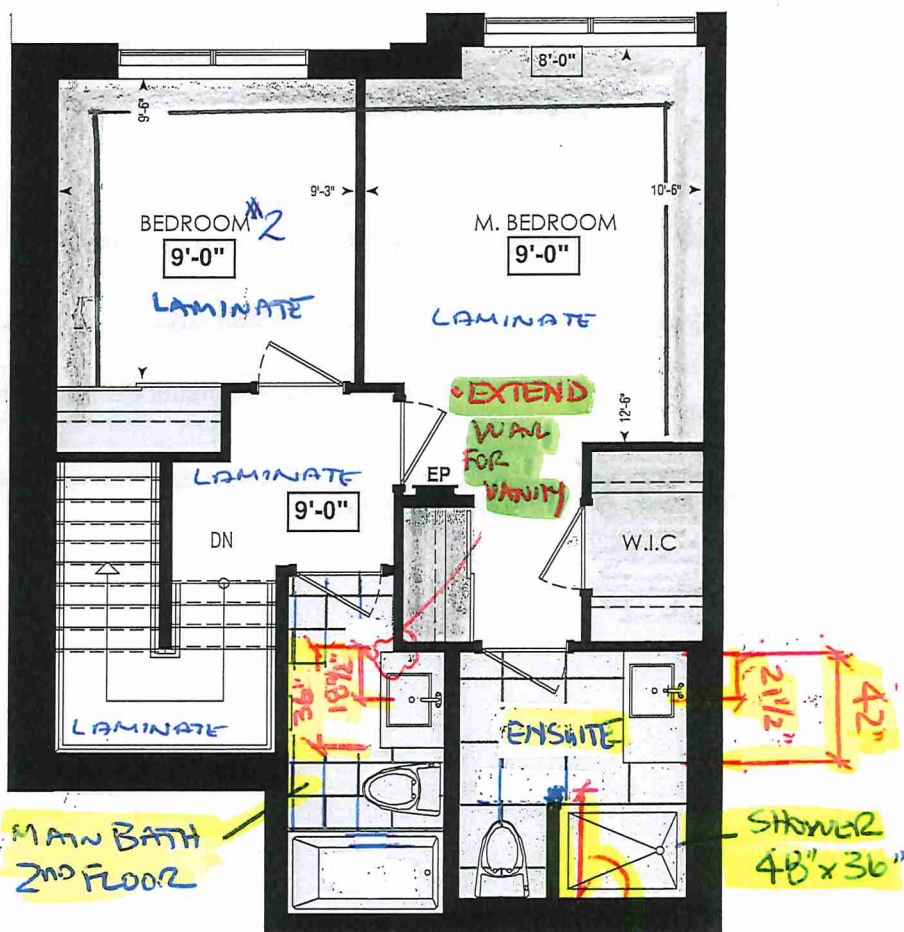 8'-0"
9'-6"
9'-3"
10'-6"
BEDROOM #2
9'-0"
LAMINATE
M. BEDROOM
9'-0"
LAMINATE
12'-6"
• EXTEND
WALL
FOR
VANITY
EP
LAMINATE
9'-0"
DN
W.I.C
LAMINATE
36"
18 3/4"
ENSUITE
21 1/2"
42"
MAIN BATH
2ND FLOOR
SHOWER
48" x 36"